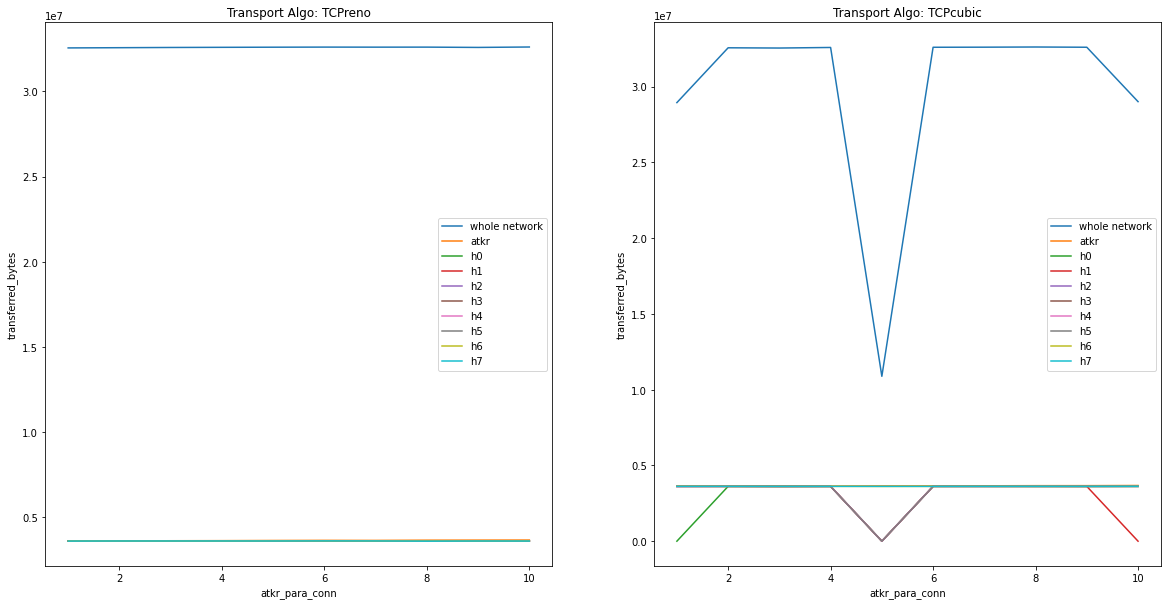 Transport Algo: TCPreno
1e7
3.0
2.5
2.0
1.5
1.0
0.5
transferred_bytes
whole network
atkr
h0
h1
h2
h3
h4
h5
h6
h7
2
4
6
8
10
atkr_para_conn
Transport Algo: TCPcubic
1e7
3.0
2.5
2.0
1.5
1.0
0.5
0.0
transferred_bytes
whole network
atkr
h0
h1
h2
h3
h4
h5
h6
h7
2
4
6
8
10
atkr_para_conn